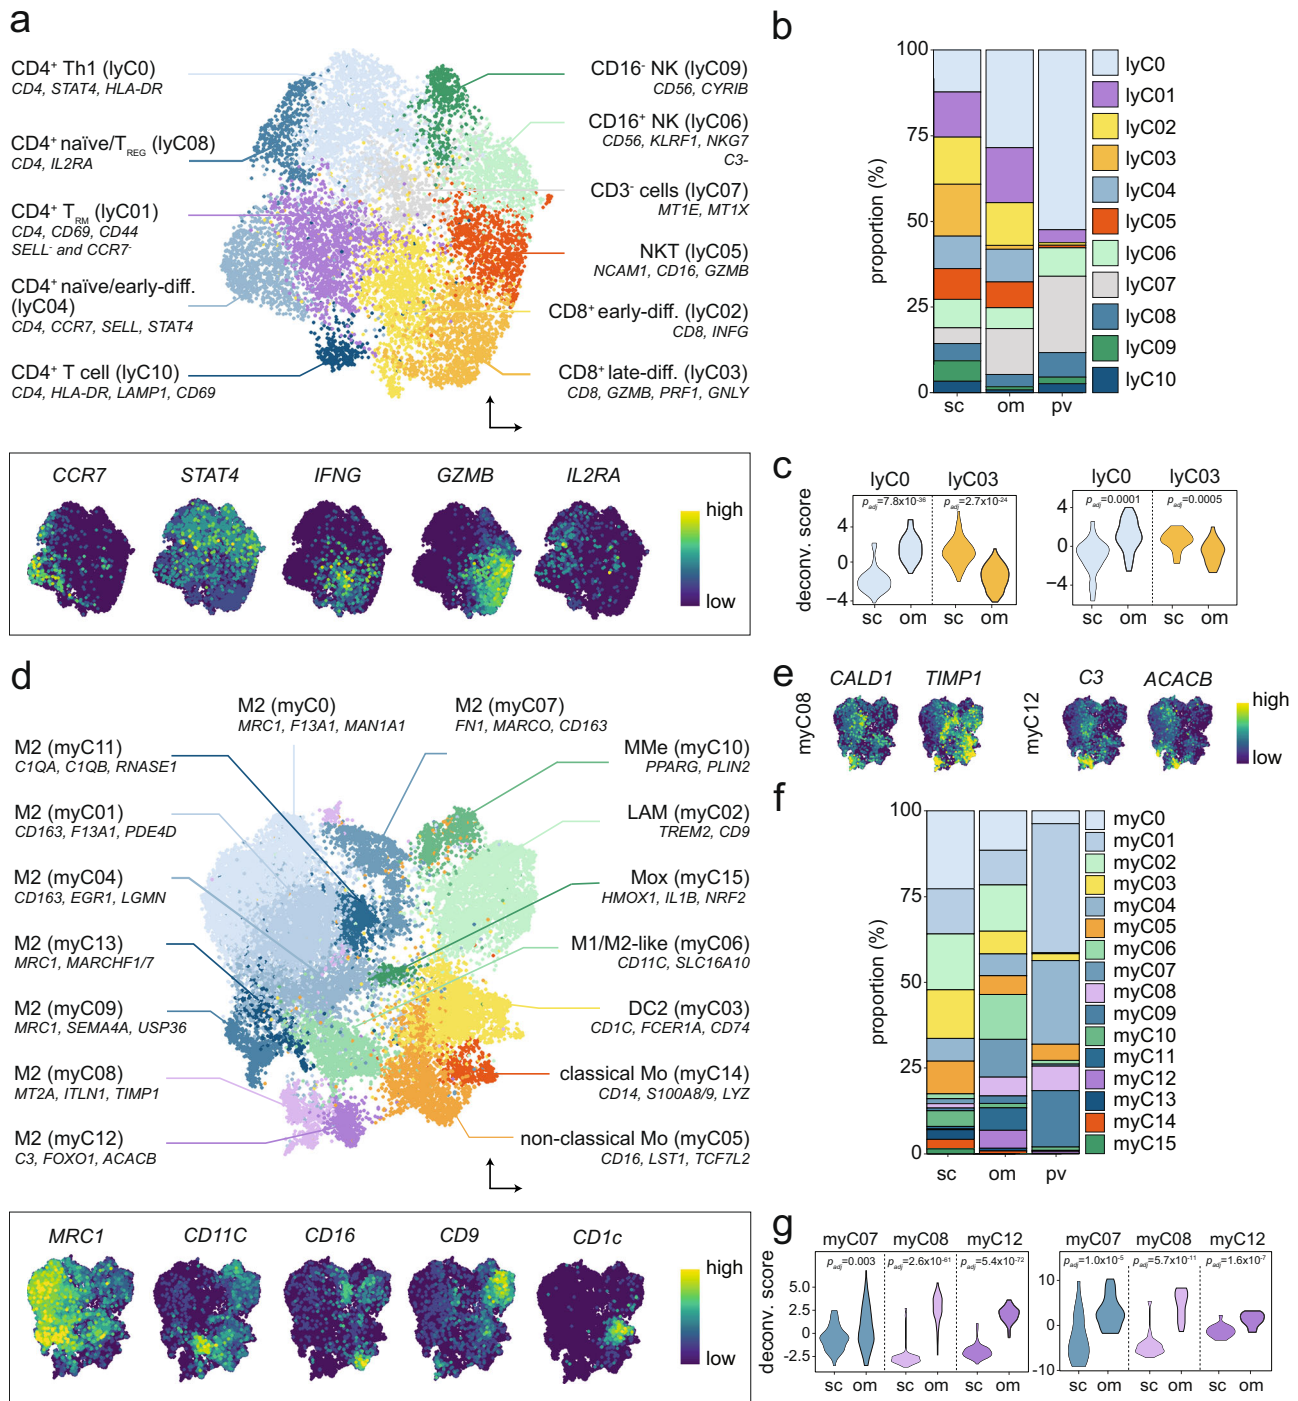 a
CD4⁺ Th1 (lyC0)
CD4, STAT4, HLA-DR
CD4⁺ naïve/T_REG (lyC08)
CD4, IL2RA
CD4⁺ T_RM (lyC01)
CD4, CD69, CD44
SELL⁻ and CCR7⁻
CD4⁺ naïve/early-diff.
(lyC04)
CD4, CCR7, SELL, STAT4
CD4⁺ T cell (lyC10)
CD4, HLA-DR, LAMP1, CD69
CD16⁻ NK (lyC09)
CD56, CYRIB
CD16⁺ NK (lyC06)
CD56, KLRF1, NKG7
C3-
CD3⁻ cells (lyC07)
MT1E, MT1X
NKT (lyC05)
NCAM1, CD16, GZMB
CD8⁺ early-diff. (lyC02)
CD8, INFG
CD8⁺ late-diff. (lyC03)
CD8, GZMB, PRF1, GNLY
CCR7 STAT4 IFNG GZMB IL2RA
high
low
b
proportion (%)
100
75
50
25
0
sc om pv
lyC0
lyC01
lyC02
lyC03
lyC04
lyC05
lyC06
lyC07
lyC08
lyC09
lyC10
c
lyC0 lyC03 lyC0 lyC03
p_adj=7.8x10⁻³⁶ p_adj=2.7x10⁻²⁴ p_adj=0.0001 p_adj=0.0005
deconv. score
4
0
−4
4
0
−4
sc om sc om sc om sc om
d
M2 (myC0)
MRC1, F13A1, MAN1A1
M2 (myC07)
FN1, MARCO, CD163
M2 (myC11)
C1QA, C1QB, RNASE1
M2 (myC01)
CD163, F13A1, PDE4D
M2 (myC04)
CD163, EGR1, LGMN
M2 (myC13)
MRC1, MARCHF1/7
M2 (myC09)
MRC1, SEMA4A, USP36
M2 (myC08)
MT2A, ITLN1, TIMP1
M2 (myC12)
C3, FOXO1, ACACB
MMe (myC10)
PPARG, PLIN2
LAM (myC02)
TREM2, CD9
Mox (myC15)
HMOX1, IL1B, NRF2
M1/M2-like (myC06)
CD11C, SLC16A10
DC2 (myC03)
CD1C, FCER1A, CD74
classical Mo (myC14)
CD14, S100A8/9, LYZ
non-classical Mo (myC05)
CD16, LST1, TCF7L2
MRC1 CD11C CD16 CD9 CD1c
high
low
e
myC08
CALD1 TIMP1
myC12
C3 ACACB
high
low
f
proportion (%)
100
75
50
25
0
sc om pv
myC0
myC01
myC02
myC03
myC04
myC05
myC06
myC07
myC08
myC09
myC10
myC11
myC12
myC13
myC14
myC15
g
myC07 myC08 myC12 myC07 myC08 myC12
p_adj=0.003 p_adj=2.6x10⁻⁶¹ p_adj=5.4x10⁻⁷² p_adj=1.0x10⁻⁵ p_adj=5.7x10⁻¹¹ p_adj=1.6x10⁻⁷
deconv. score
5.0
2.5
0
-2.5
10
0
-10
sc om sc om sc om sc om sc om sc om